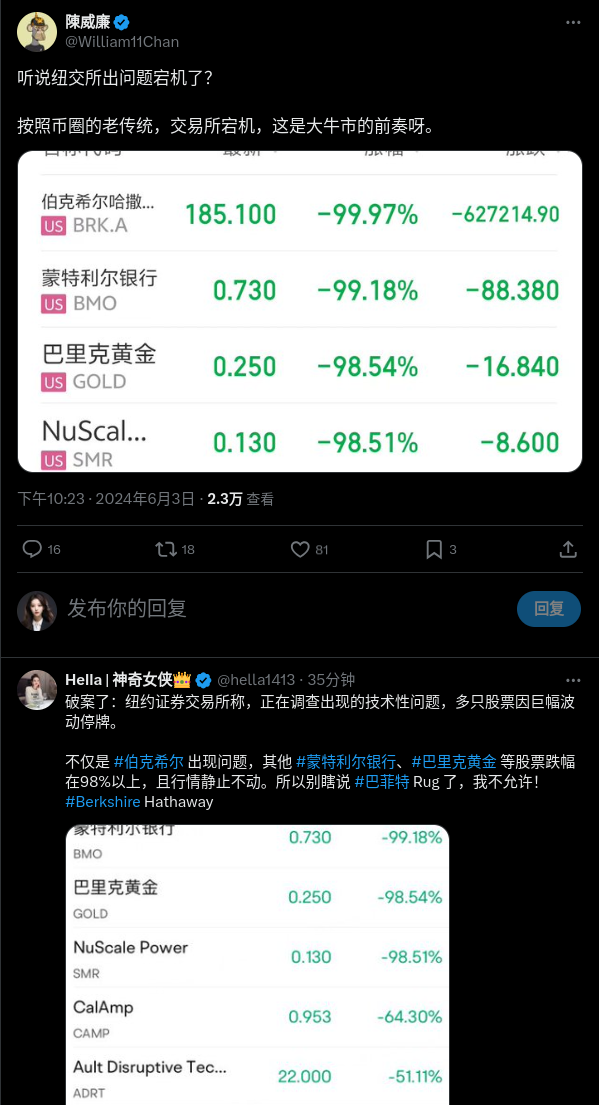 陳威廉
@William11Chan
听说纽交所出问题宕机了？
按照币圈的老传统，交易所宕机，这是大牛市的前奏呀。
伯克希尔哈撒... 185.100 -99.97% -627214.90
US BRK.A
蒙特利尔银行 0.730 -99.18% -88.380
US BMO
巴里克黄金 0.250 -98.54% -16.840
US GOLD
NuScal... 0.130 -98.51% -8.600
US SMR
下午10:23 · 2024年6月3日 · 2.3万 查看
16 18 81 3
发布你的回复 回复
Hella | 神奇女侠👑 @hella1413 · 35分钟
破案了：纽约证券交易所称，正在调查出现的技术性问题，多只股票因巨幅波
动停牌。
不仅是 #伯克希尔 出现问题，其他 #蒙特利尔银行、#巴里克黄金 等股票跌幅
在98%以上，且行情静止不动。所以别瞎说 #巴菲特 Rug 了，我不允许！
#Berkshire Hathaway
蒙特利尔银行 0.730 -99.18%
BMO
巴里克黄金 0.250 -98.54%
GOLD
NuScale Power 0.130 -98.51%
SMR
CalAmp 0.953 -64.30%
CAMP
Ault Disruptive Tec... 22.000 -51.11%
ADRT